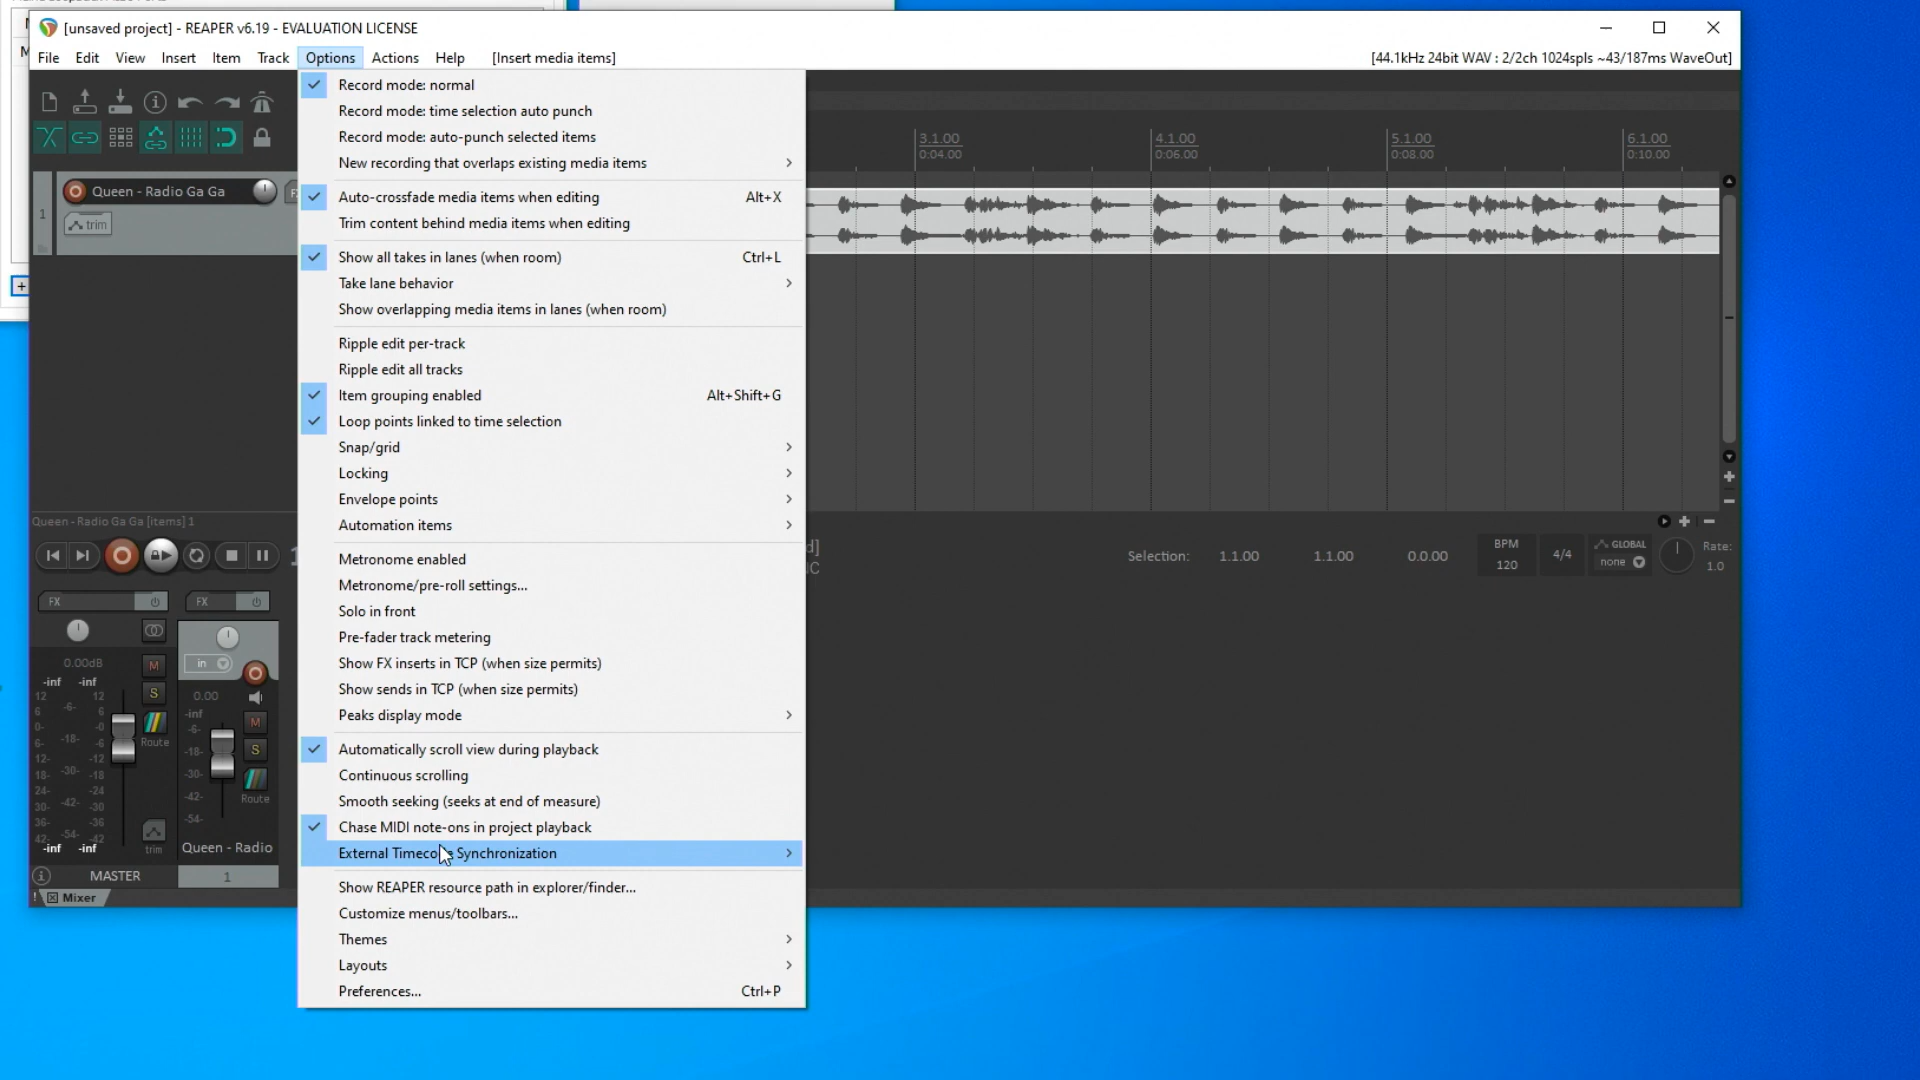 [unsaved project] - REAPER v6.19 - EVALUATION LICENSE
File Edit View Insert Item Track Options Actions Help [Insert media items] [44.1kHz 24bit WAV : 2/2ch 1024spls ~43/187ms WaveOut]
Record mode: normal
Record mode: time selection auto punch
Record mode: auto-punch selected items
New recording that overlaps existing media items
Auto-crossfade media items when editing Alt+X
Trim content behind media items when editing
Show all takes in lanes (when room) Ctrl+L
Take lane behavior
Show overlapping media items in lanes (when room)
Ripple edit per-track
Ripple edit all tracks
Item grouping enabled Alt+Shift+G
Loop points linked to time selection
Snap/grid
Locking
Envelope points
Automation items
Metronome enabled
Metronome/pre-roll settings...
Solo in front
Pre-fader track metering
Show FX inserts in TCP (when size permits)
Show sends in TCP (when size permits)
Peaks display mode
Automatically scroll view during playback
Continuous scrolling
Smooth seeking (seeks at end of measure)
Chase MIDI note-ons in project playback
External Timecode Synchronization
Show REAPER resource path in explorer/finder...
Customize menus/toolbars...
Themes
Layouts
Preferences... Ctrl+P
3.1.00 4.1.00 5.1.00 6.1.00
0:04.00 0:06.00 0:08.00 0:10.00
1 Queen - Radio Ga Ga
trim
Queen - Radio Ga Ga [items] 1
Selection: 1.1.00 1.1.00 0.0.00
BPM
120
4/4
GLOBAL
none
Rate:
1.0
FX FX
in
0.00dB
-inf -inf
M
S
Route
trim
-inf -inf
MASTER
0.00
-inf
M
S
Route
Queen - Radio
1
Mixer